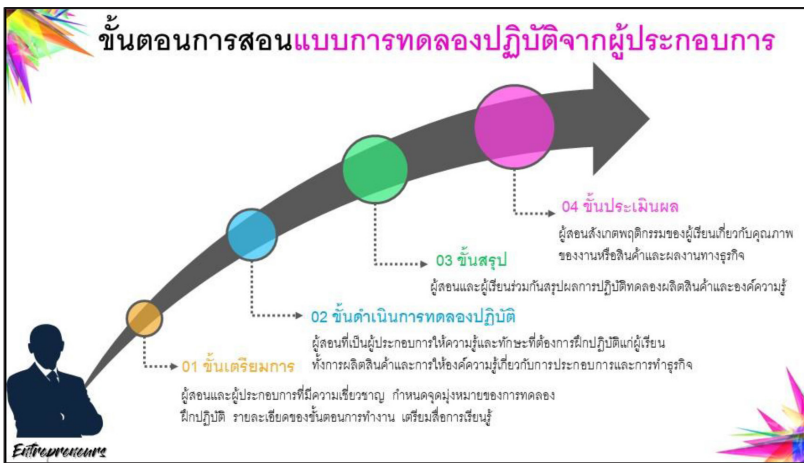 ขั้นตอนการสอนแบบการทดลองปฏิบัติจากผู้ประกอบการ
04 ขั้นประเมินผล
ผู้สอนสังเกตพฤติกรรมของผู้เรียนเกี่ยวกับคุณภาพ
ของงานหรือสินค้าและผลงานทางธุรกิจ
03 ขั้นสรุป
ผู้สอนและผู้เรียนร่วมกันสรุปผลการปฏิบัติทดลองผลิตสินค้าและองค์ความรู้
02 ขั้นดำเนินการทดลองปฏิบัติ
ผู้สอนที่เป็นผู้ประกอบการให้ความรู้และทักษะที่ต้องการฝึกปฏิบัติแก่ผู้เรียน
ทั้งการผลิตสินค้าและการให้องค์ความรู้เกี่ยวกับการประกอบการและการทำธุรกิจ
01 ขั้นเตรียมการ
ผู้สอนและผู้ประกอบการที่มีความเชี่ยวชาญ กำหนดจุดมุ่งหมายของการทดลอง
ฝึกปฏิบัติ รายละเอียดของขั้นตอนการทำงาน เตรียมสื่อการเรียนรู้
Entrepreneurs